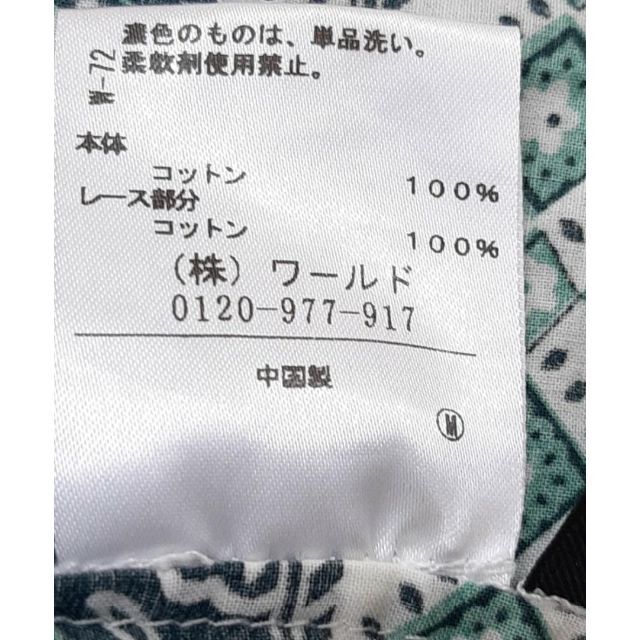 濃色のものは、単品洗い。
柔軟剤使用禁止。
W-72
本体
コットン 100%
レース部分
コットン 100%
(株) ワールド
0120-977-917
中国製
M